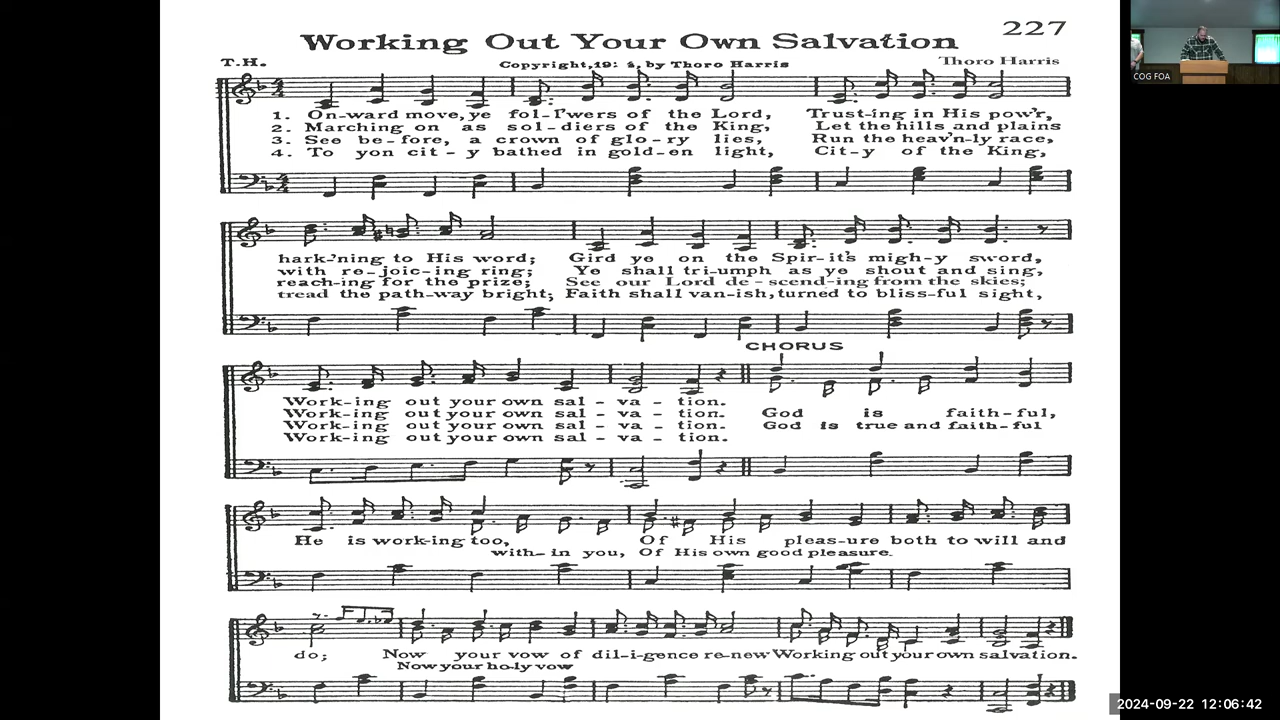 227
Working Out Your Own Salvation
T.H. Copyright, 19 , by Thoro Harris Thoro Harris
1. On-ward move, ye fol-l'wers of the Lord, Trust-ing in His pow'r,
2. Marching on as sol-diers of the King, Let the hills and plains
3. See be-fore, a crown of glo-ry lies, Run the heav'n-ly race,
4. To yon cit-y bathed in gold-en light, Cit-y of the King,
hark-'ning to His word; Gird ye on the Spir-it's migh-y sword,
with re-joic-ing ring; Ye shall tri-umph as ye shout and sing,
reach-ing for the prize; See our Lord de-scend-ing from the skies;
tread the path-way bright; Faith shall van-ish, turned to bliss-ful sight,
CHORUS
Work-ing out your own sal-va-tion.
Work-ing out your own sal-va-tion. God is faith-ful,
Work-ing out your own sal-va-tion. God is true and faith-ful
Work-ing out your own sal-va-tion.
He is work-ing too, Of His pleas-ure both to will and
with-in you, Of His own good pleasure.
do; Now your vow of dil-i-gence re-new Working out your own salvation.
Now your ho-ly vow
COG FOA
2024-09-22 12:06:42